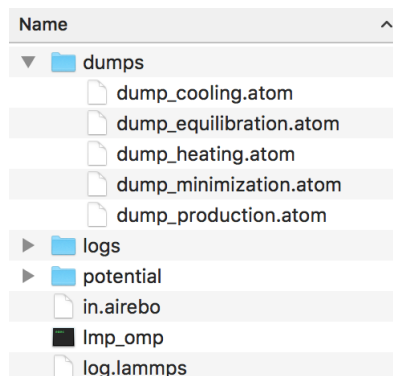 Name
dumps
dump_cooling.atom
dump_equilibration.atom
dump_heating.atom
dump_minimization.atom
dump_production.atom
logs
potential
in.airebo
lmp_omp
log.lammps